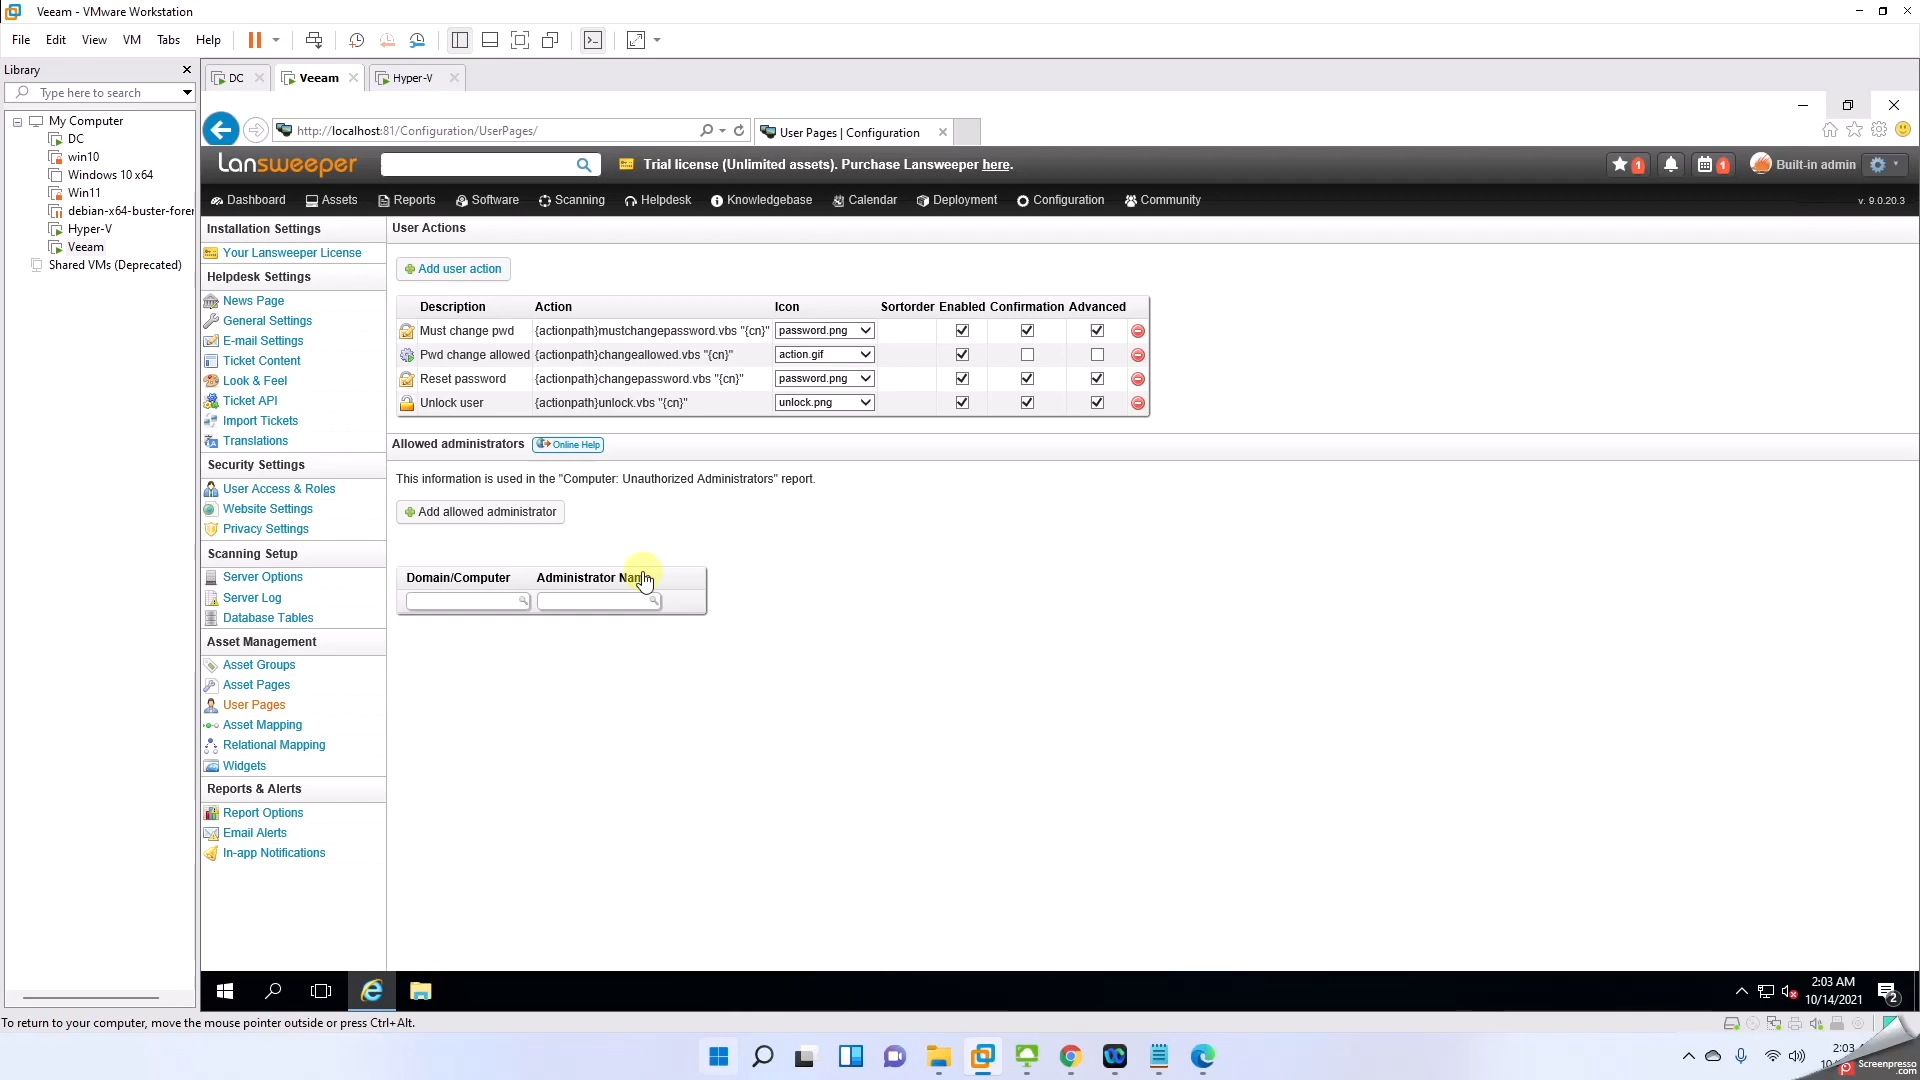 Veeam - VMware Workstation
File Edit View VM Tabs Help
Library
Type here to search
My Computer
DC
win10
Windows 10 x64
Win11
debian-x64-buster-forer
Hyper-V
Veeam
Shared VMs (Deprecated)
DC Veeam Hyper-V
http://localhost:81/Configuration/UserPages/
User Pages | Configuration
Lansweeper
Trial license (Unlimited assets). Purchase Lansweeper here.
1
1
Built-in admin
Dashboard Assets Reports Software Scanning Helpdesk Knowledgebase Calendar Deployment Configuration Community
v. 9.0.20.3
Installation Settings
Your Lansweeper License
Helpdesk Settings
News Page
General Settings
E-mail Settings
Ticket Content
Look & Feel
Ticket API
Import Tickets
Translations
Security Settings
User Access & Roles
Website Settings
Privacy Settings
Scanning Setup
Server Options
Server Log
Database Tables
Asset Management
Asset Groups
Asset Pages
User Pages
Asset Mapping
Relational Mapping
Widgets
Reports & Alerts
Report Options
Email Alerts
In-app Notifications
User Actions
Add user action
Description Action Icon Sortorder Enabled Confirmation Advanced
Must change pwd {actionpath}mustchangepassword.vbs "{cn}" password.png
Pwd change allowed {actionpath}changeallowed.vbs "{cn}" action.gif
Reset password {actionpath}changepassword.vbs "{cn}" password.png
Unlock user {actionpath}unlock.vbs "{cn}" unlock.png
Allowed administrators Online Help
This information is used in the "Computer: Unauthorized Administrators" report.
Add allowed administrator
Domain/Computer Administrator Name
2:03 AM
10/14/2021
2
To return to your computer, move the mouse pointer outside or press Ctrl+Alt.
2:03
Screenpresso
.com